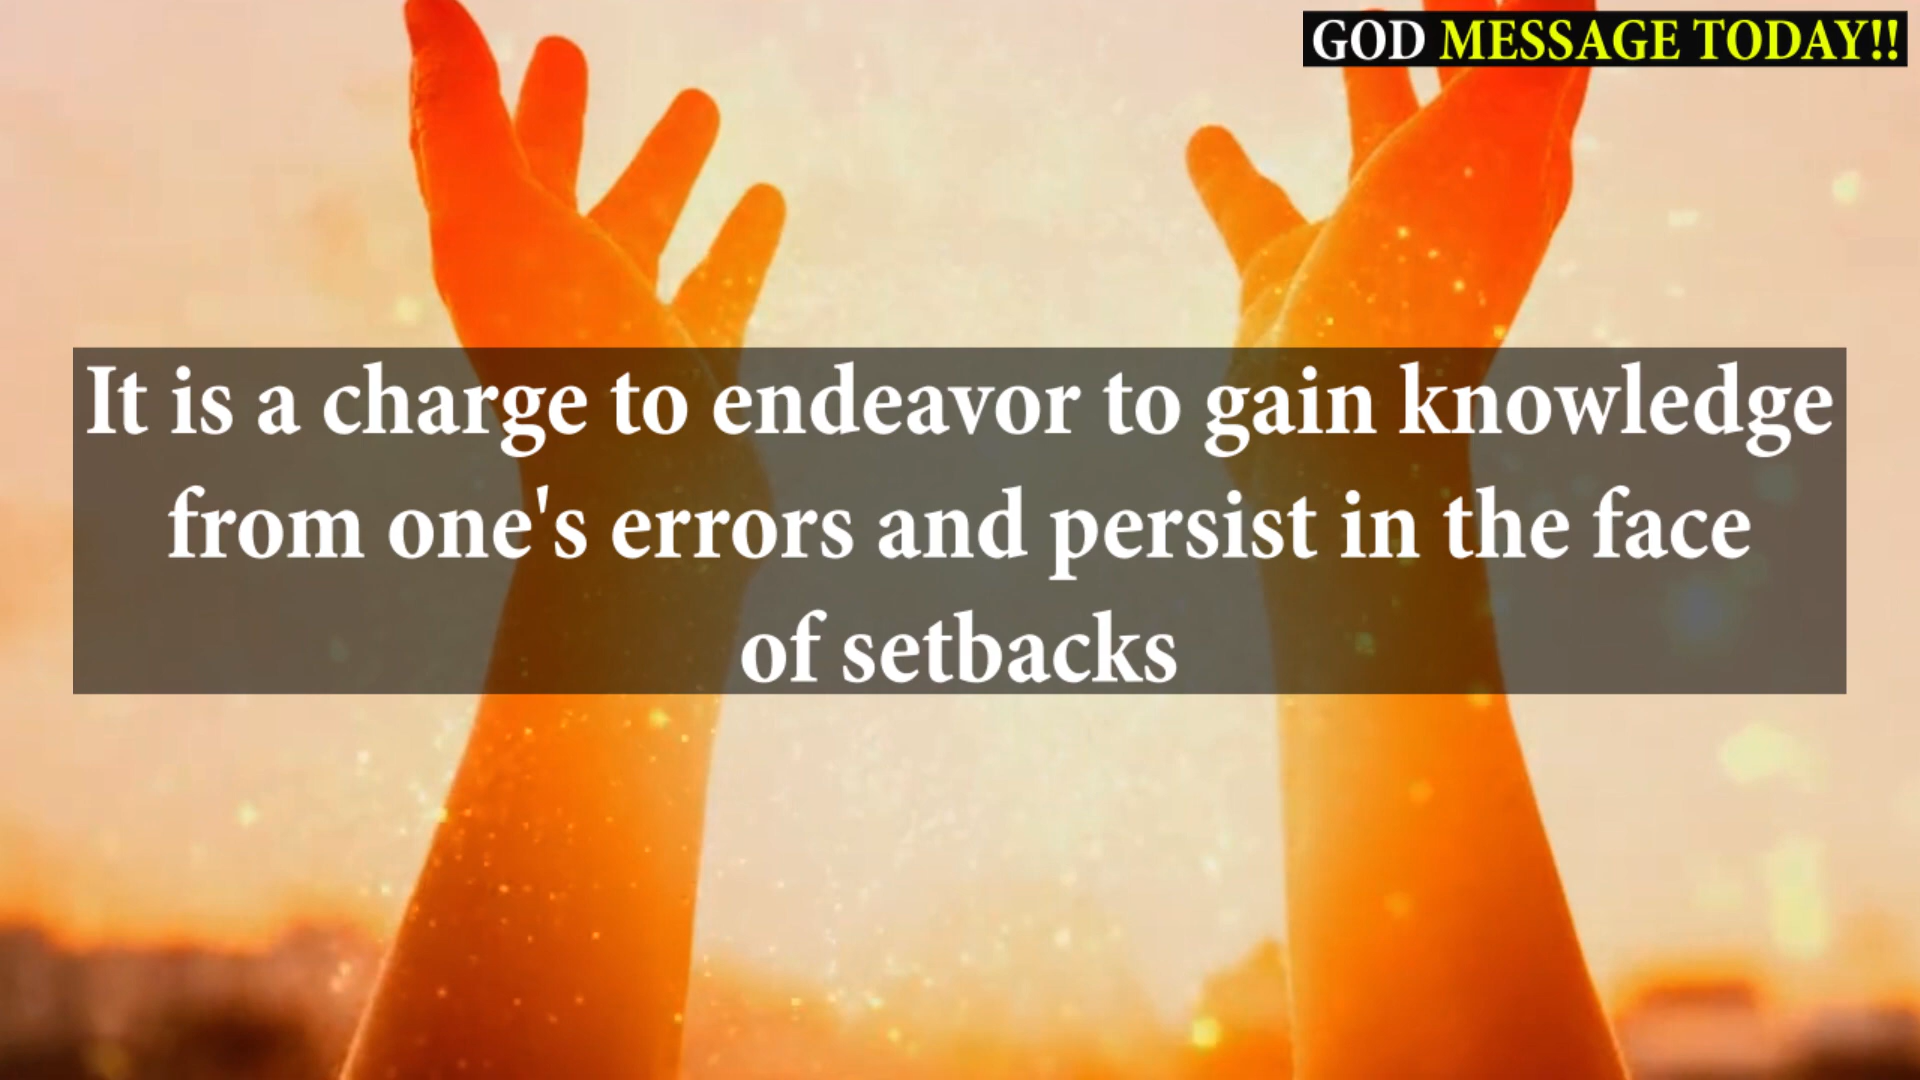 GOD MESSAGE TODAY!!
It is a charge to endeavor to gain knowledge
from one's errors and persist in the face
of setbacks